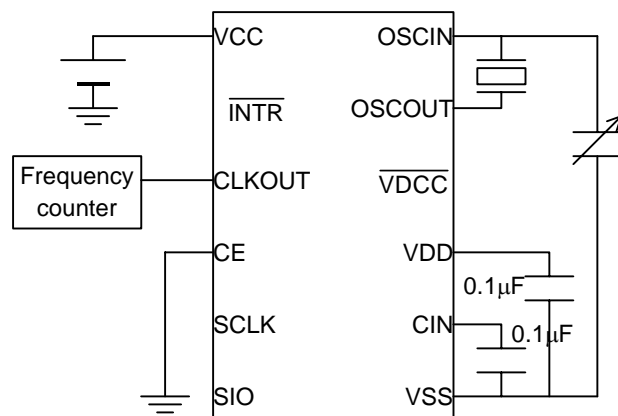 VCC
OSCIN
INTR
OSCOUT
Frequency
counter
CLKOUT
VDCC
CE
VDD
0.1μF
SCLK
CIN
0.1μF
SIO
VSS